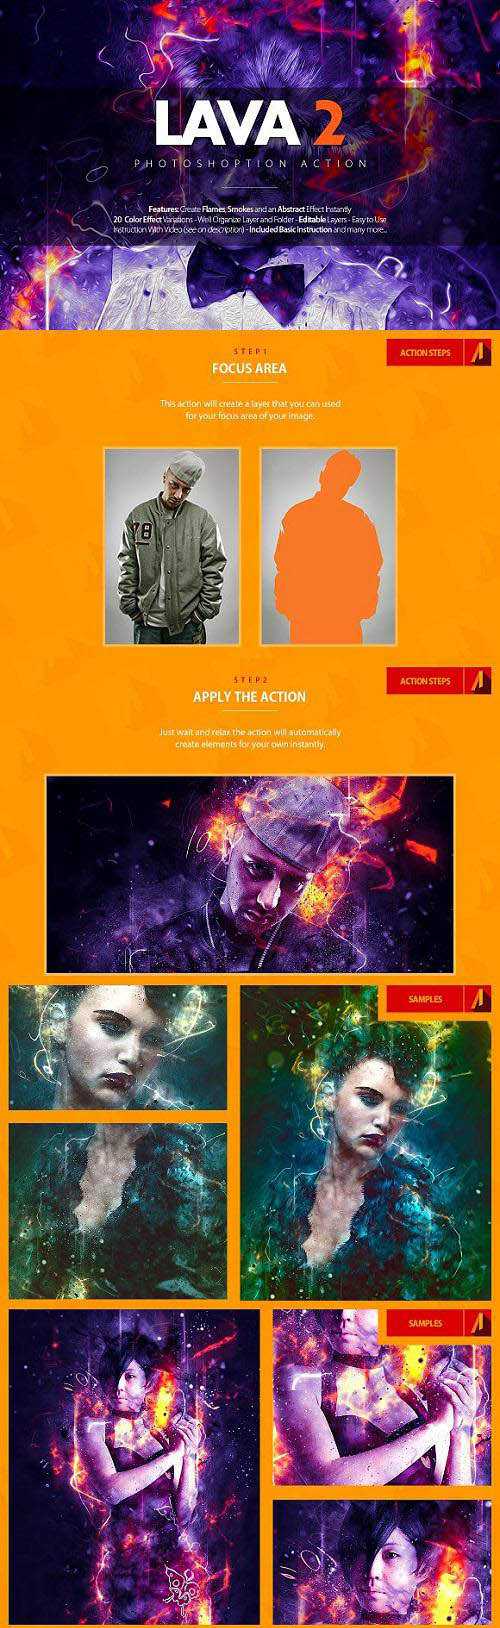 LAVA 2
PHOTOSHOPTION ACTION
Features: Create Flames, Smokes and an Abstract Effect Instantly
20 Color Effect Variations - Well Organize Layer and Folder - Editable Layers - Easy to Use
Instruction With Video (see on description) - Included Basic Instruction and many more...
ACTION STEPS
STEP 1
FOCUS AREA
This action will create a layer that you can used
for your focus area of your image.
78
ACTION STEPS
STEP 2
APPLY THE ACTION
Just wait and relax the action will automatically
create elements for your own instantly.
SAMPLES
SAMPLES